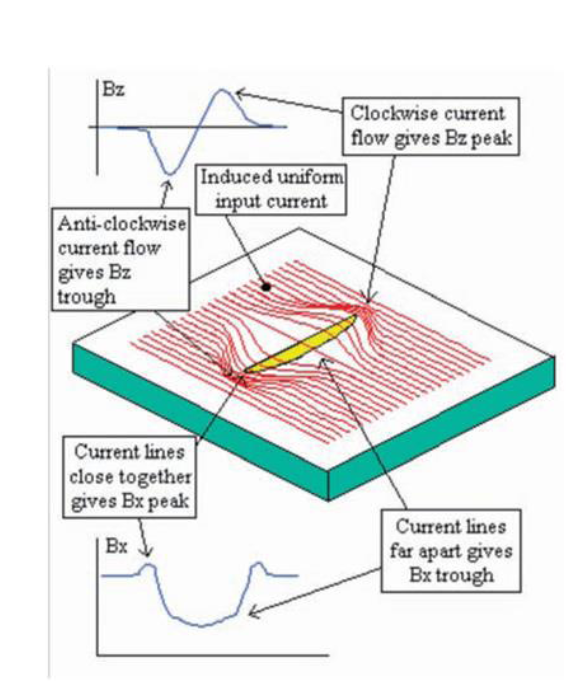 Bz
Clockwise current
flow gives Bz peak
Induced uniform
input current
Anti-clockwise
current flow
gives Bz
trough
Current lines
close together
gives Bx peak
Bx
Current lines
far apart gives
Bx trough